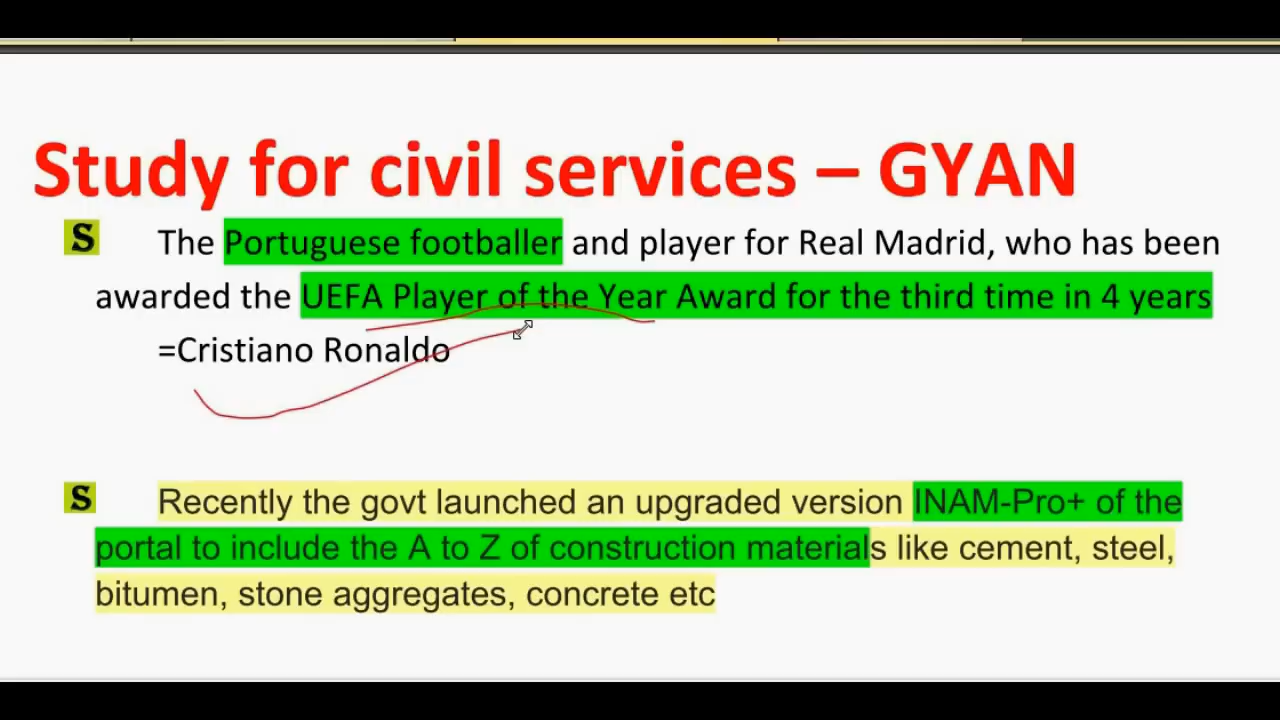 Study for civil services – GYAN
S The Portuguese footballer and player for Real Madrid, who has been
awarded the UEFA Player of the Year Award for the third time in 4 years
=Cristiano Ronaldo
S Recently the govt launched an upgraded version INAM-Pro+ of the
portal to include the A to Z of construction materials like cement, steel,
bitumen, stone aggregates, concrete etc